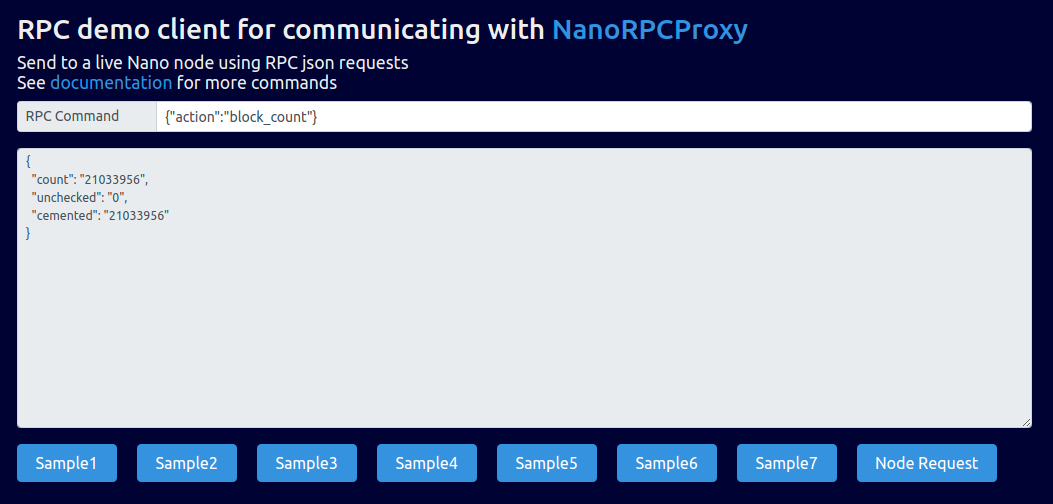 RPC demo client for communicating with NanoRPCProxy
Send to a live Nano node using RPC json requests
See documentation for more commands
RPC Command {"action":"block_count"}
{
"count": "21033956",
"unchecked": "0",
"cemented": "21033956"
}
Sample1 Sample2 Sample3 Sample4 Sample5 Sample6 Sample7 Node Request